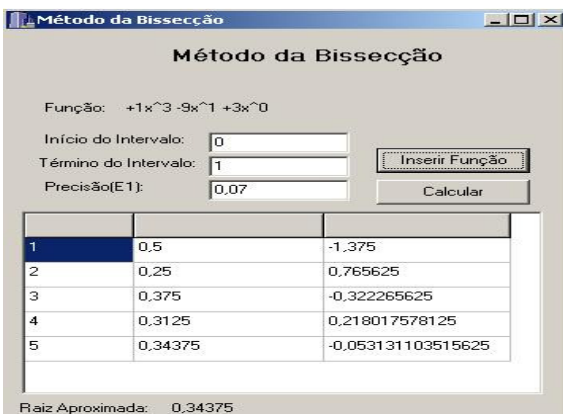 Método da Bissecção
Método da Bissecção
Função: +1x^3 -9x^1 +3x^0
Início do Intervalo: 0
Término do Intervalo: 1
Inserir Função
Precisão(E1): 0,07
Calcular
1 0,5 -1,375
2 0,25 0,765625
3 0,375 -0,322265625
4 0,3125 0,218017578125
5 0,34375 -0,053131103515625
Raiz Aproximada: 0,34375